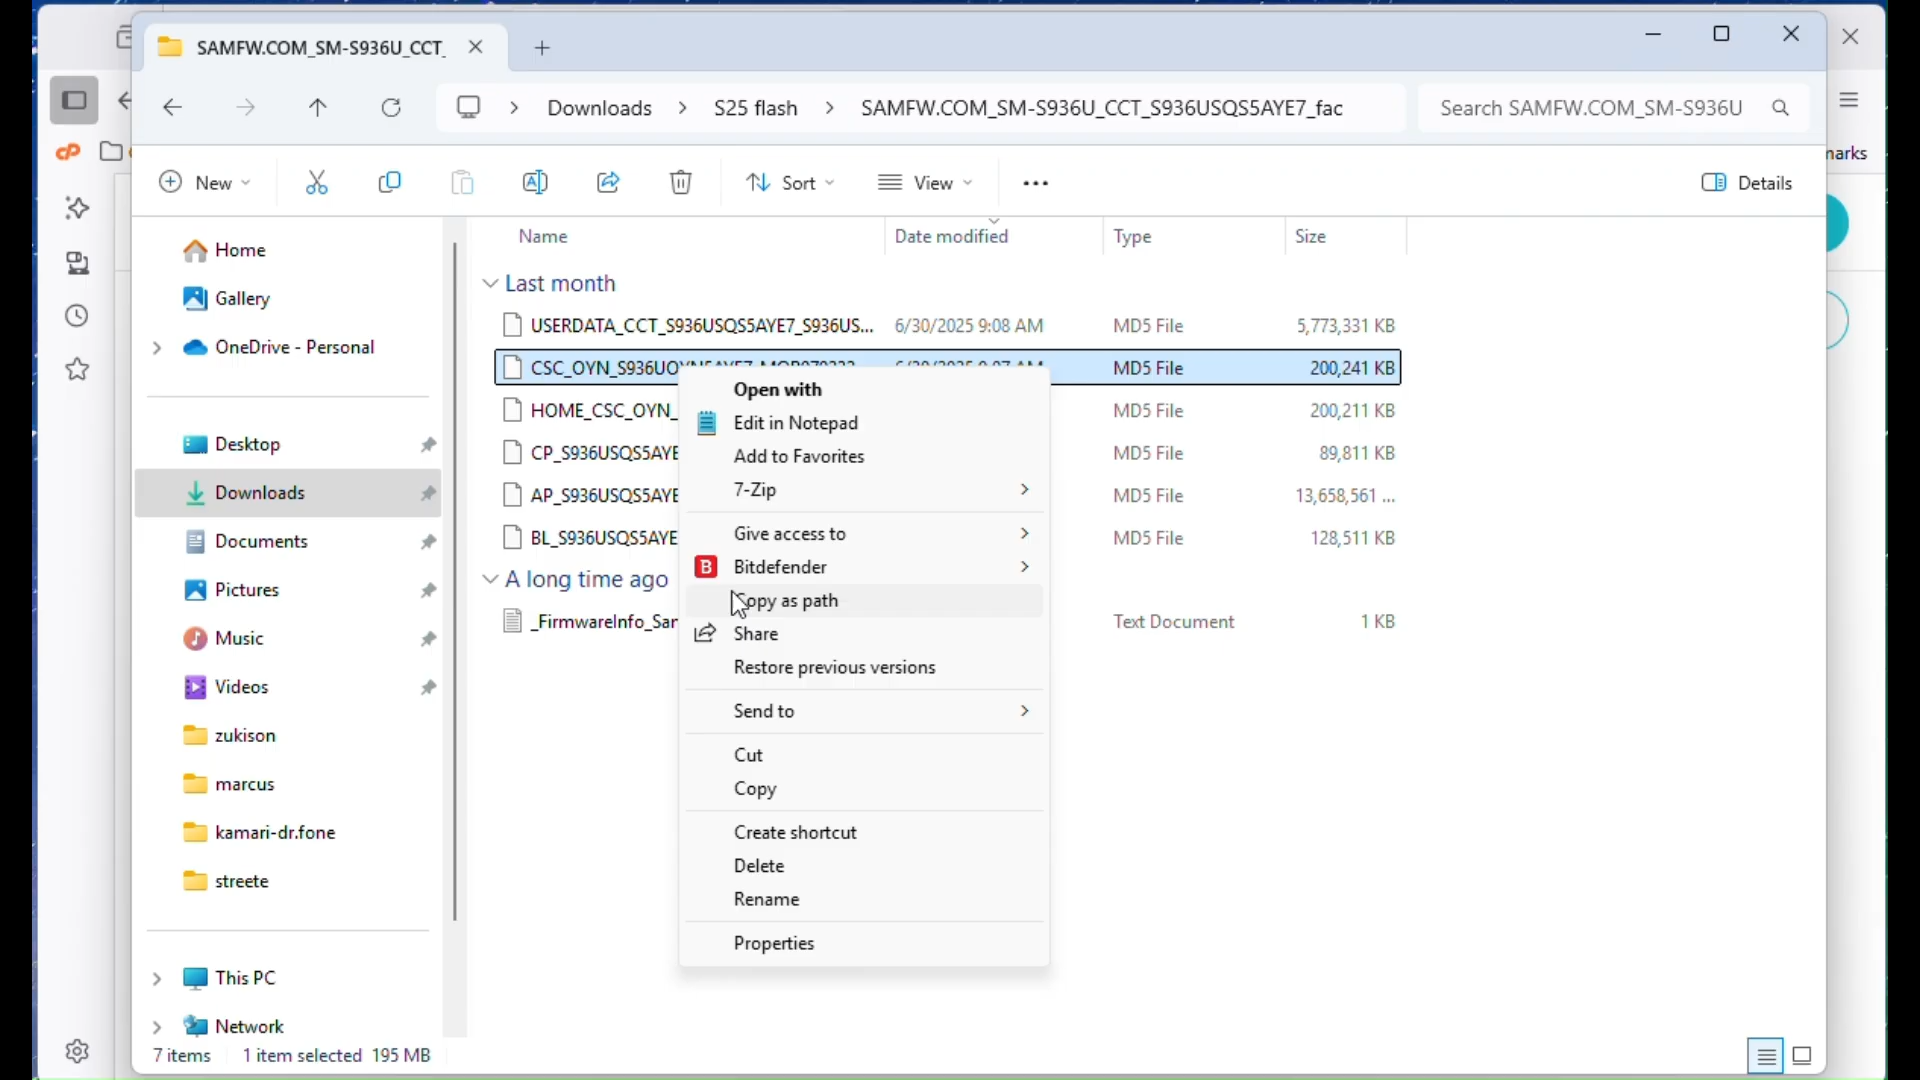 SAMFW.COM_SM-S936U_CCT_
Downloads > S25 flash > SAMFW.COM_SM-S936U_CCT_S936USQS5AYE7_fac
Search SAMFW.COM_SM-S936U
New
Sort
View
Details
Home
Gallery
OneDrive - Personal
Desktop
Downloads
Documents
Pictures
Music
Videos
zukison
marcus
kamari-dr.fone
streete
This PC
Network
Name Date modified Type Size
Last month
USERDATA_CCT_S936USQS5AYE7_S936US... 6/30/2025 9:08 AM MD5 File 5,773,331 KB
MD5 File 200,241 KB
HOME_CSC_OYN_ MD5 File 200,211 KB
CP_S936USQS5AYE MD5 File 89,811 KB
AP_S936USQS5AYE MD5 File 13,658,561 ...
BL_S936USQS5AYE MD5 File 128,511 KB
A long time ago
_FirmwareInfo_Sar Text Document 1 KB
Open with
Edit in Notepad
Add to Favorites
7-Zip
Give access to
B Bitdefender
Copy as path
Share
Restore previous versions
Send to
Cut
Copy
Create shortcut
Delete
Rename
Properties
7 items 1 item selected 195 MB